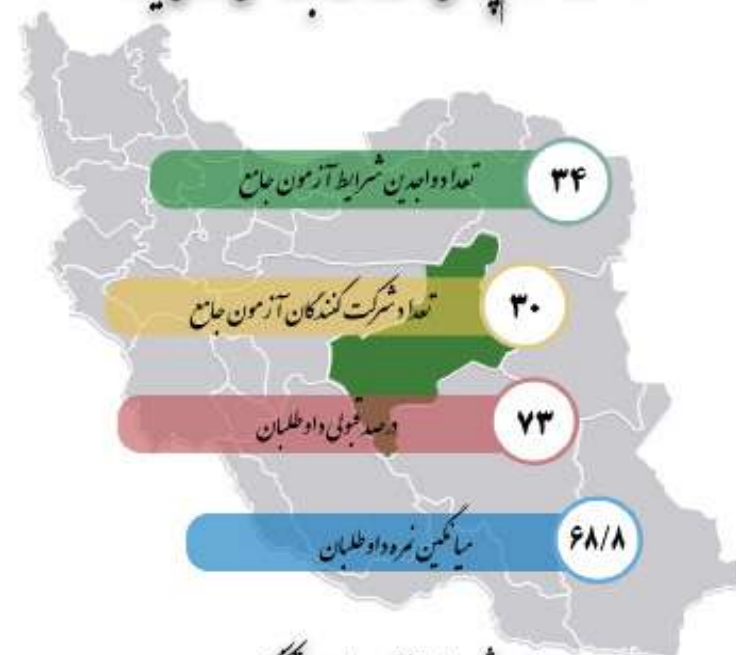 ۳۴ تعداد واجدین شرایط آزمون جامع
۳۰ تعداد شرکت کنندگان آزمون جامع
۷۳ درصد قبولی داوطلبان
۶۸/۸ میانگین نمره داوطلبان